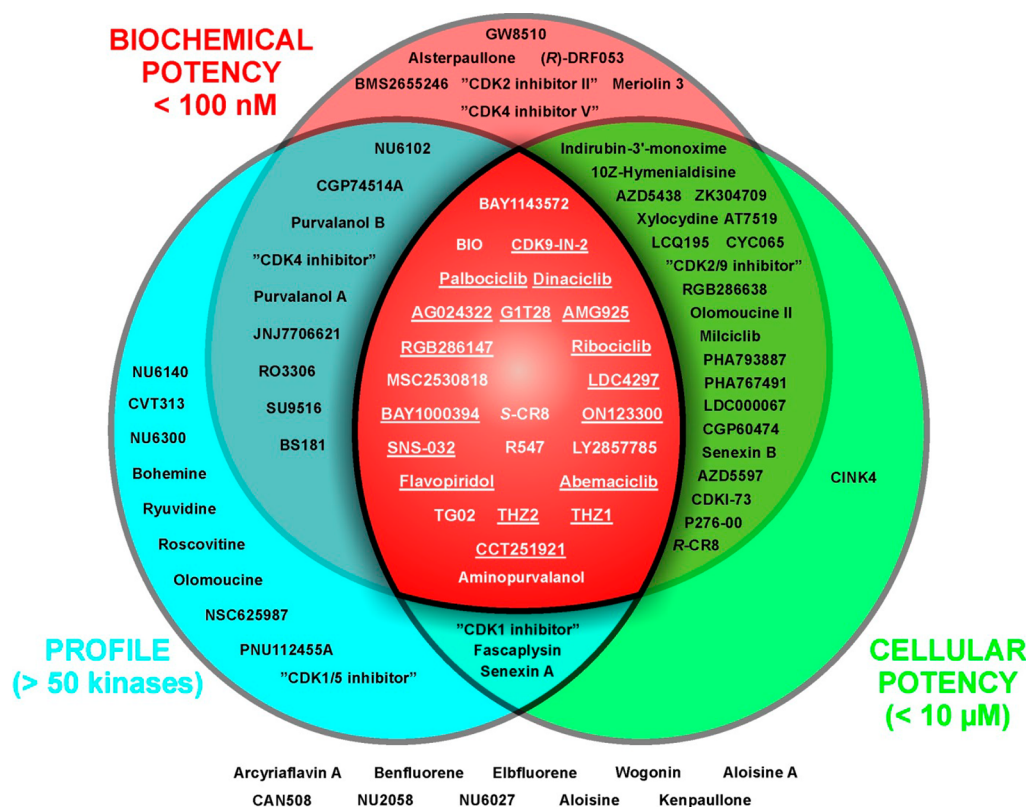 BIOCHEMICAL
POTENCY
< 100 nM
GW8510
Alsterpaullone (R)-DRF053
BMS2655246 "CDK2 inhibitor II" Meriolin 3
"CDK4 inhibitor V"
NU6102
CGP74514A
Purvalanol B
"CDK4 inhibitor"
Purvalanol A
JNJ7706621
RO3306
SU9516
BS181
Indirubin-3'-monoxime
10Z-Hymenialdisine
AZD5438 ZK304709
Xylocydine AT7519
LCQ195 CYC065
"CDK2/9 inhibitor"
RGB286638
Olomoucine II
Milciclib
PHA793887
PHA767491
LDC000067
CGP60474
Senexin B
AZD5597
CDKI-73
P276-00
R-CR8
BAY1143572
BIO CDK9-IN-2
Palbociclib Dinaciclib
AG024322 G1T28 AMG925
RGB286147 Ribociclib
MSC2530818 LDC4297
BAY1000394 S-CR8 ON123300
SNS-032 R547 LY2857785
Flavopiridol Abemaciclib
TG02 THZ2 THZ1
CCT251921
Aminopurvalanol
NU6140
CVT313
NU6300
Bohemine
Ryuvidine
Roscovitine
Olomoucine
NSC625987
PNU112455A
"CDK1/5 inhibitor"
CINK4
"CDK1 inhibitor"
Fascaplysin
Senexin A
PROFILE
(> 50 kinases)
CELLULAR
POTENCY
(< 10 µM)
Arcyriaflavin A Benfluorene Elbfluorene Wogonin Aloisine A
CAN508 NU2058 NU6027 Aloisine Kenpaullone